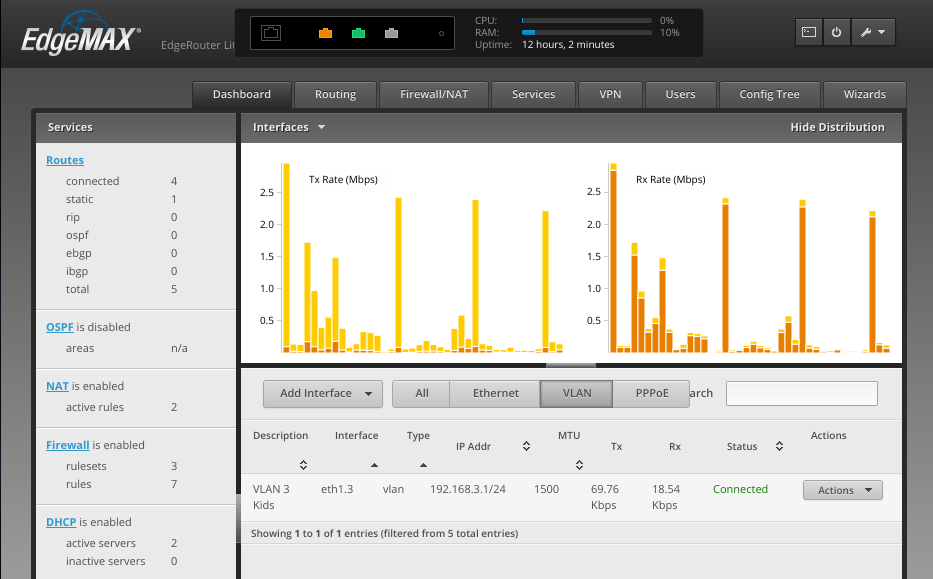 EdgeMAX®
EdgeRouter Lit
CPU: 0%
RAM: 10%
Uptime: 12 hours, 2 minutes
Dashboard Routing Firewall/NAT Services VPN Users Config Tree Wizards
Services
Routes
connected 4
static 1
rip 0
ospf 0
ebgp 0
ibgp 0
total 5
OSPF is disabled
areas n/a
NAT is enabled
active rules 2
Firewall is enabled
rulesets 3
rules 7
DHCP is enabled
active servers 2
inactive servers 0
Interfaces Hide Distribution
Tx Rate (Mbps)
2.5
2.0
1.5
1.0
0.5
Rx Rate (Mbps)
2.5
2.0
1.5
1.0
0.5
Add Interface All Ethernet VLAN PPPoE arch
Description Interface Type IP Addr MTU Tx Rx Status Actions
VLAN 3 eth1.3 vlan 192.168.3.1/24 1500 69.76 18.54 Connected Actions
Kids Kbps Kbps
Showing 1 to 1 of 1 entries (filtered from 5 total entries)